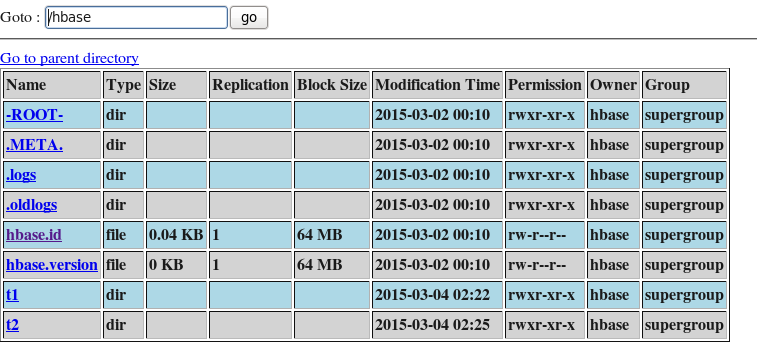 Goto : /hbase go
Go to parent directory
Name Type Size Replication Block Size Modification Time Permission Owner Group
-ROOT- dir 2015-03-02 00:10 rwxr-xr-x hbase supergroup
.META. dir 2015-03-02 00:10 rwxr-xr-x hbase supergroup
.logs dir 2015-03-02 00:10 rwxr-xr-x hbase supergroup
.oldlogs dir 2015-03-02 00:10 rwxr-xr-x hbase supergroup
hbase.id file 0.04 KB 1 64 MB 2015-03-02 00:10 rw-r--r-- hbase supergroup
hbase.version file 0 KB 1 64 MB 2015-03-02 00:10 rw-r--r-- hbase supergroup
t1 dir 2015-03-04 02:22 rwxr-xr-x hbase supergroup
t2 dir 2015-03-04 02:25 rwxr-xr-x hbase supergroup